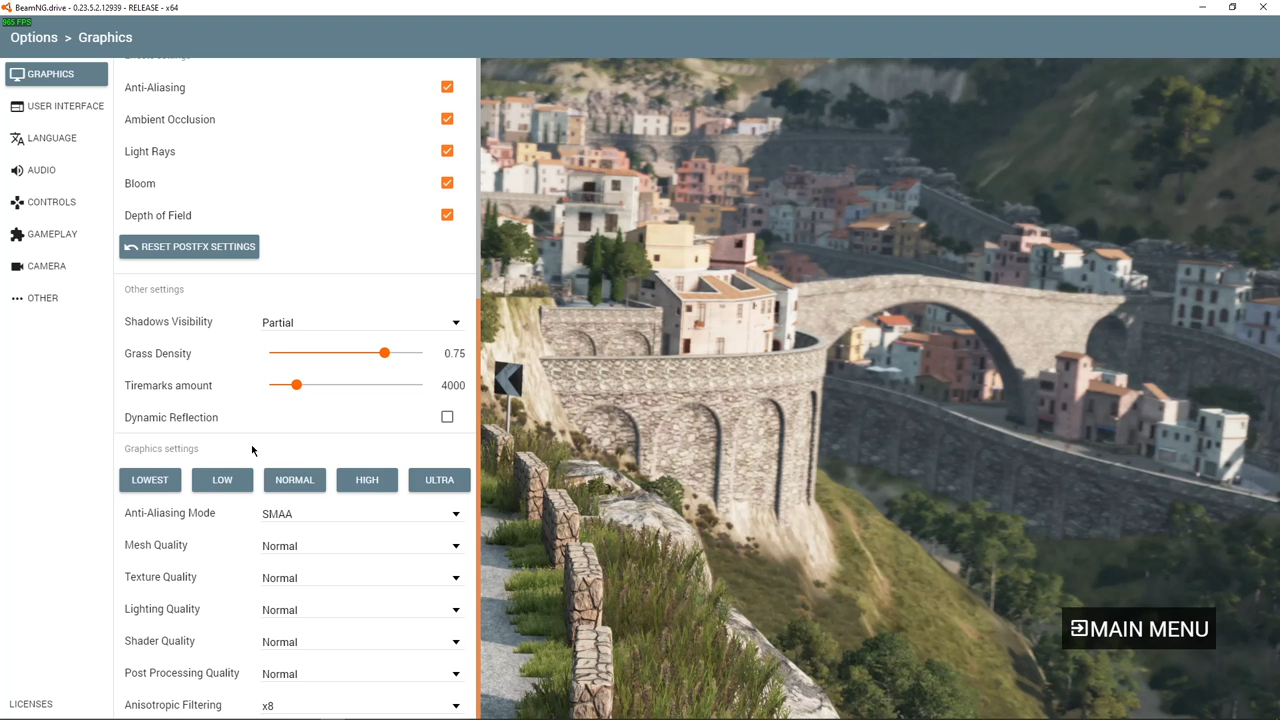 BeamNG.drive - 0.23.5.2.12939 - RELEASE - x64
965 FPS
Options > Graphics
GRAPHICS
USER INTERFACE
LANGUAGE
AUDIO
CONTROLS
GAMEPLAY
CAMERA
OTHER
LICENSES
Anti-Aliasing
Ambient Occlusion
Light Rays
Bloom
Depth of Field
RESET POSTFX SETTINGS
Other settings
Shadows Visibility Partial
Grass Density 0.75
Tiremarks amount 4000
Dynamic Reflection
Graphics settings
LOWEST LOW NORMAL HIGH ULTRA
Anti-Aliasing Mode SMAA
Mesh Quality Normal
Texture Quality Normal
Lighting Quality Normal
Shader Quality Normal
Post Processing Quality Normal
Anisotropic Filtering x8
MAIN MENU